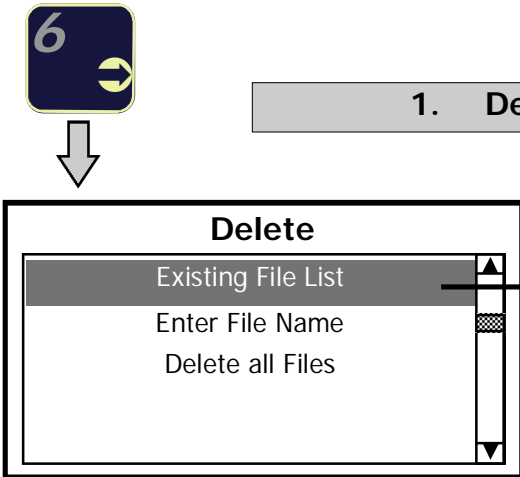 6
1. De
Delete
Existing File List
Enter File Name
Delete all Files